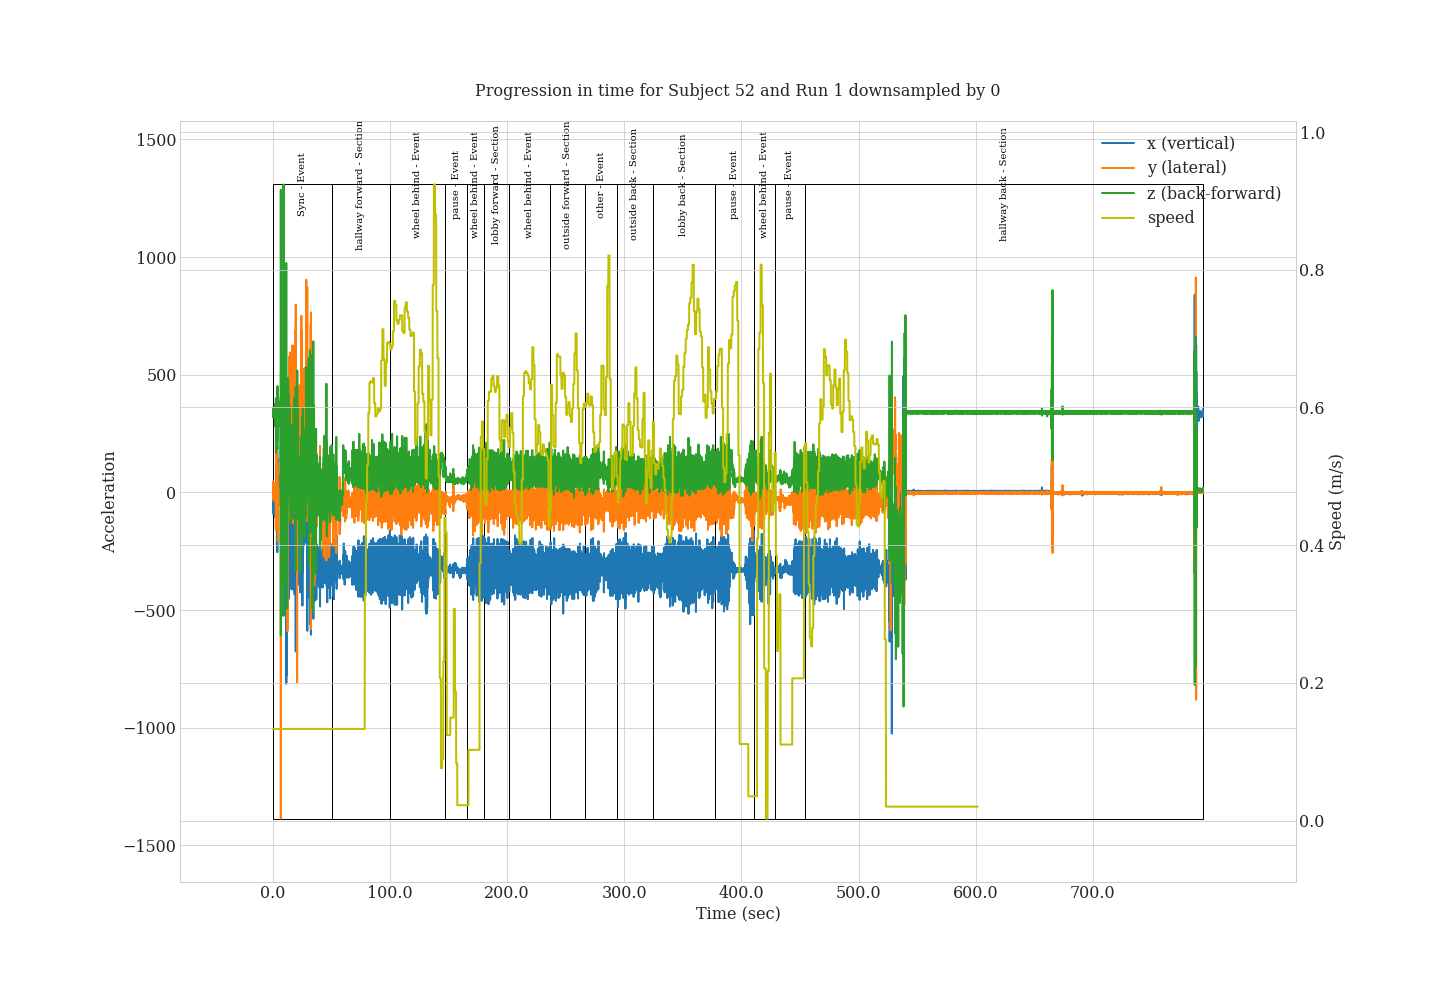 Progression in time for Subject 52 and Run 1 downsampled by 0
1500
1000
500
0
−500
−1000
−1500
Acceleration
Sync - Event
hallway forward - Section
wheel behind - Event
pause - Event
wheel behind - Event
lobby forward - Section
wheel behind - Event
outside forward - Section
other - Event
outside back - Section
lobby back - Section
pause - Event
wheel behind - Event
pause - Event
hallway back - Section
x (vertical)
y (lateral)
z (back-forward)
speed
1.0
0.8
0.6
0.4
0.2
0.0
Speed (m/s)
0.0 100.0 200.0 300.0 400.0 500.0 600.0 700.0
Time (sec)